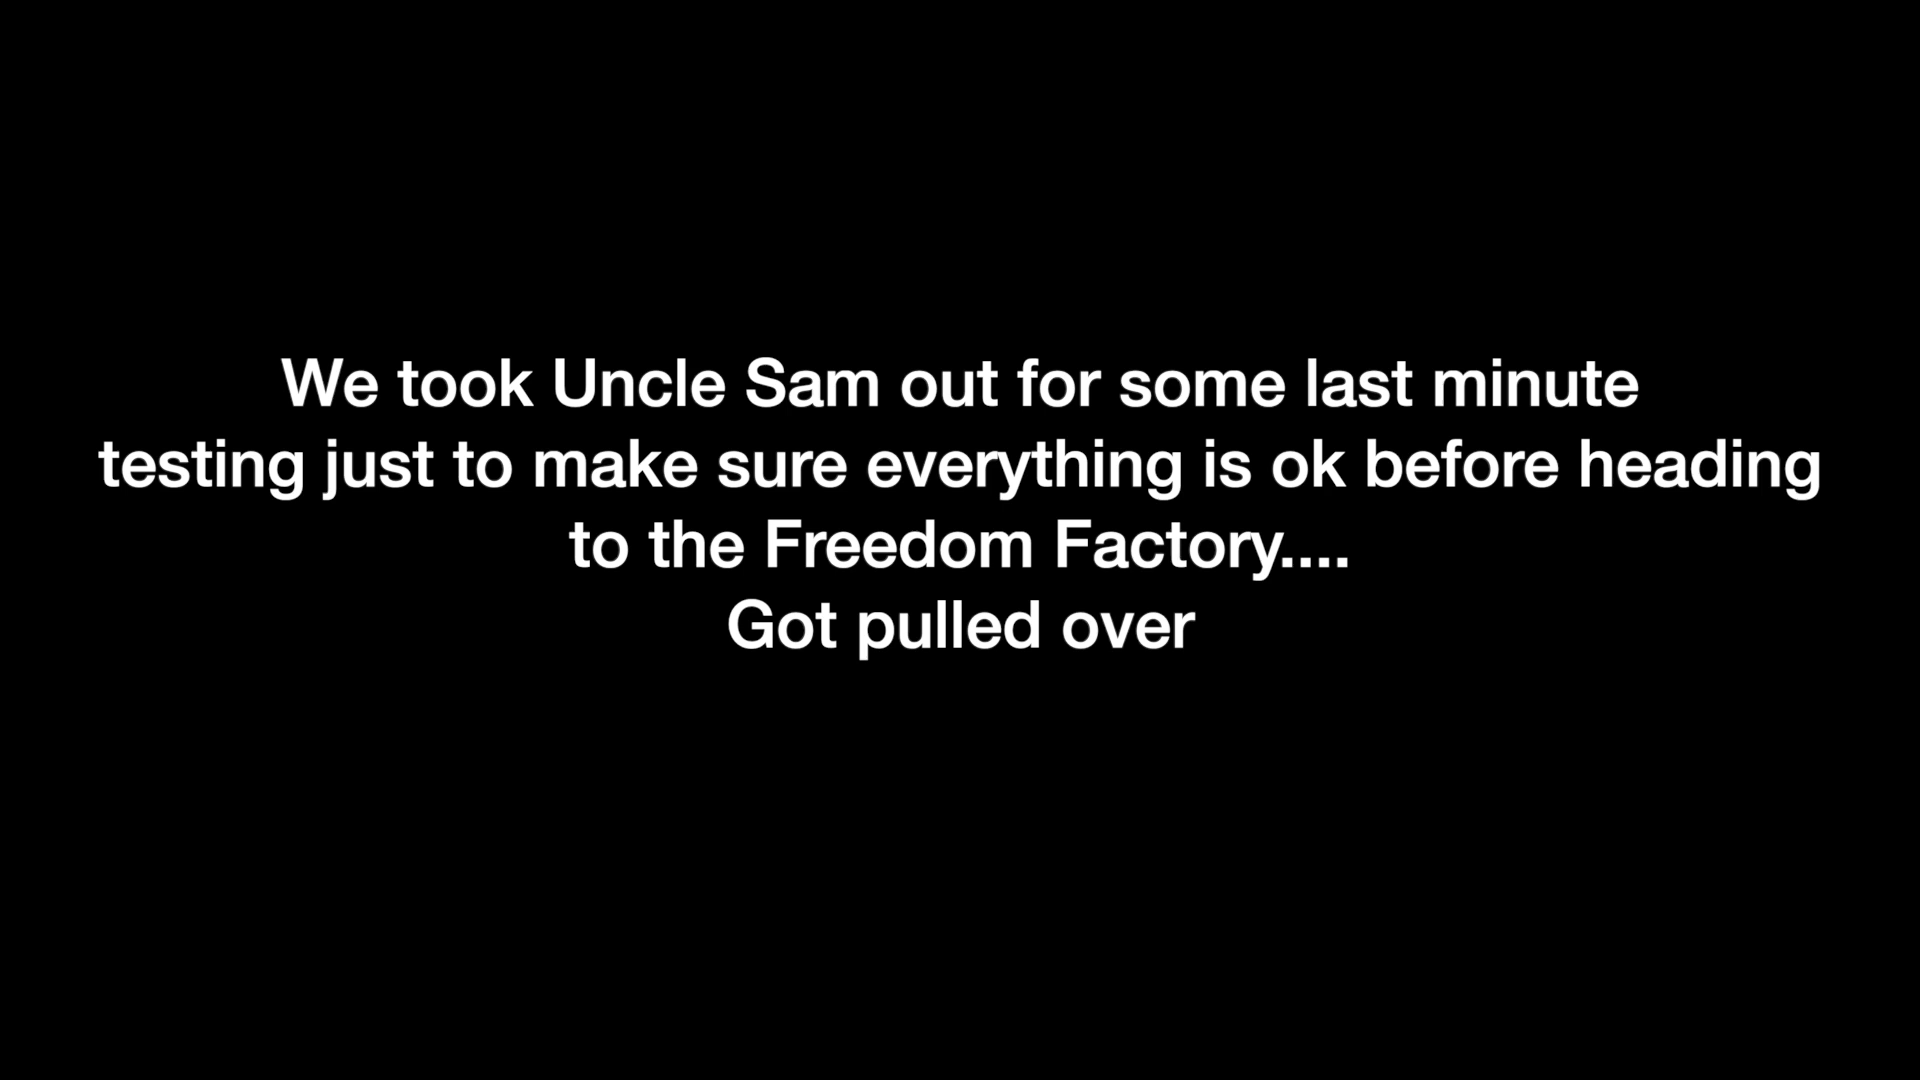 We took Uncle Sam out for some last minute
testing just to make sure everything is ok before heading
to the Freedom Factory....
Got pulled over